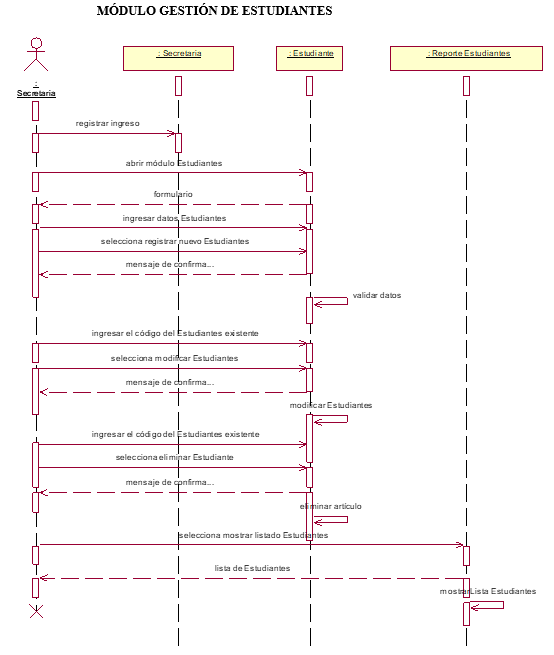 MÓDULO GESTIÓN DE ESTUDIANTES
: Secretaria
: Estudiante
: Reporte Estudiantes
:
Secretaria
registrar ingreso
abrir módulo Estudiantes
formulario
ingresar datos Estudiantes
selecciona registrar nuevo Estudiantes
mensaje de confirma...
validar datos
ingresar el código del Estudiantes existente
selecciona modificar Estudiantes
mensaje de confirma...
modificar Estudiantes
ingresar el código del Estudiantes existente
selecciona eliminar Estudiante
mensaje de confirma...
eliminar artículo
selecciona mostrar listado Estudiantes
lista de Estudiantes
mostrar Lista Estudiantes